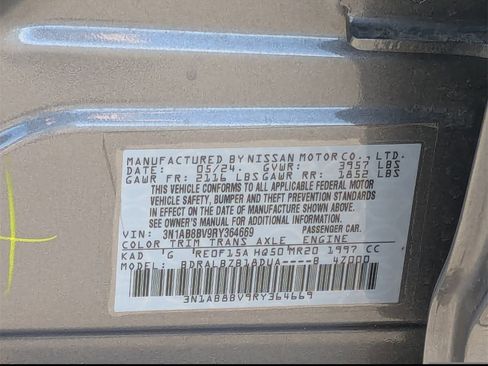 MANUFACTURED BY NISSAN MOTOR CO., LTD.
DATE: 05/24. GVWR: 3957 LBS
GAWR FR: 2116 LBS GAWR RR: 1852 LBS
THIS VEHICLE CONFORMS TO ALL APPLICABLE FEDERAL MOTOR
VEHICLE SAFETY, BUMPER, AND THEFT
PREVENTION STANDARDS IN EFFECT ON THE
DATE OF MANUFACTURE SHOWN ABOVE.
SEE OWNER'S MANUAL FOR ADDITIONAL INFORMATION.
VIN: 3N1AB8BV9RY364669 PASSENGER CAR.
COLOR TRIM TRANS AXLE ENGINE
KAD G RE0F15A HQ50 MR20 1997 CC
MODEL: BDRALBZB18DUA----B 4Z000
3N1AB8BV9RY364669